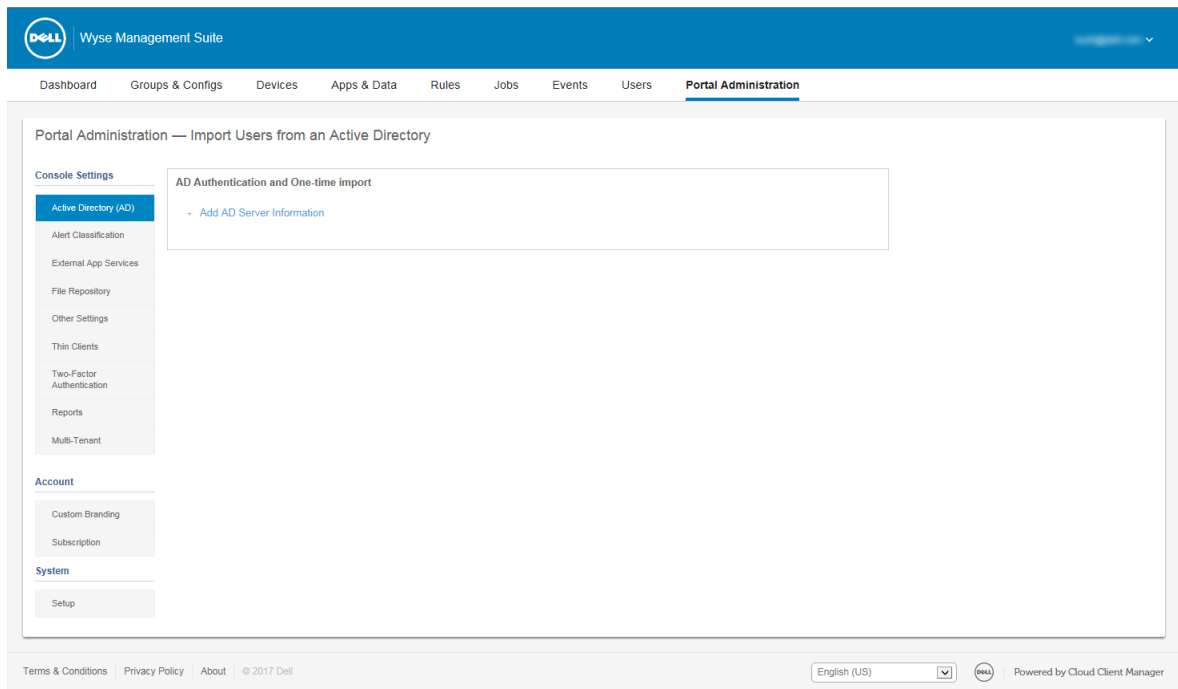 DELL
Wyse Management Suite
Dashboard
Groups & Configs
Devices
Apps & Data
Rules
Jobs
Events
Users
Portal Administration
Portal Administration — Import Users from an Active Directory
Console Settings
Active Directory (AD)
Alert Classification
External App Services
File Repository
Other Settings
Thin Clients
Two-Factor
Authentication
Reports
Multi-Tenant
AD Authentication and One-time import
Add AD Server Information
Account
Custom Branding
Subscription
System
Setup
Terms & Conditions
Privacy Policy
About
© 2017 Dell
English (US)
DELL
Powered by Cloud Client Manager